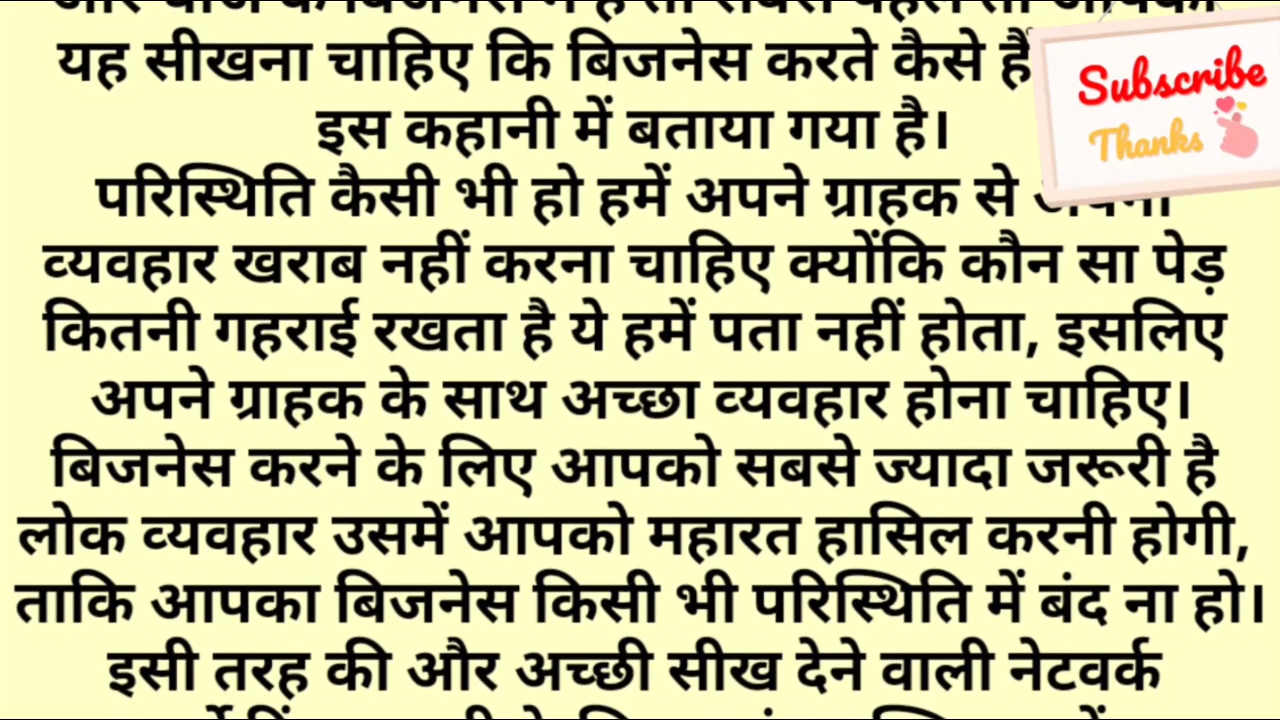 यह सीखना चाहिए कि बिजनेस करते कैसे हैं
इस कहानी में बताया गया है।
परिस्थिति कैसी भी हो हमें अपने ग्राहक से
व्यवहार खराब नहीं करना चाहिए क्योंकि कौन सा पेड़
कितनी गहराई रखता है ये हमें पता नहीं होता, इसलिए
अपने ग्राहक के साथ अच्छा व्यवहार होना चाहिए।
बिजनेस करने के लिए आपको सबसे ज्यादा जरूरी है
लोक व्यवहार उसमें आपको महारत हासिल करनी होगी,
ताकि आपका बिजनेस किसी भी परिस्थिति में बंद ना हो।
इसी तरह की और अच्छी सीख देने वाली नेटवर्क
Subscribe
Thanks